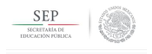 SEP
SECRETARÍA DE
EDUCACIÓN PÚBLICA